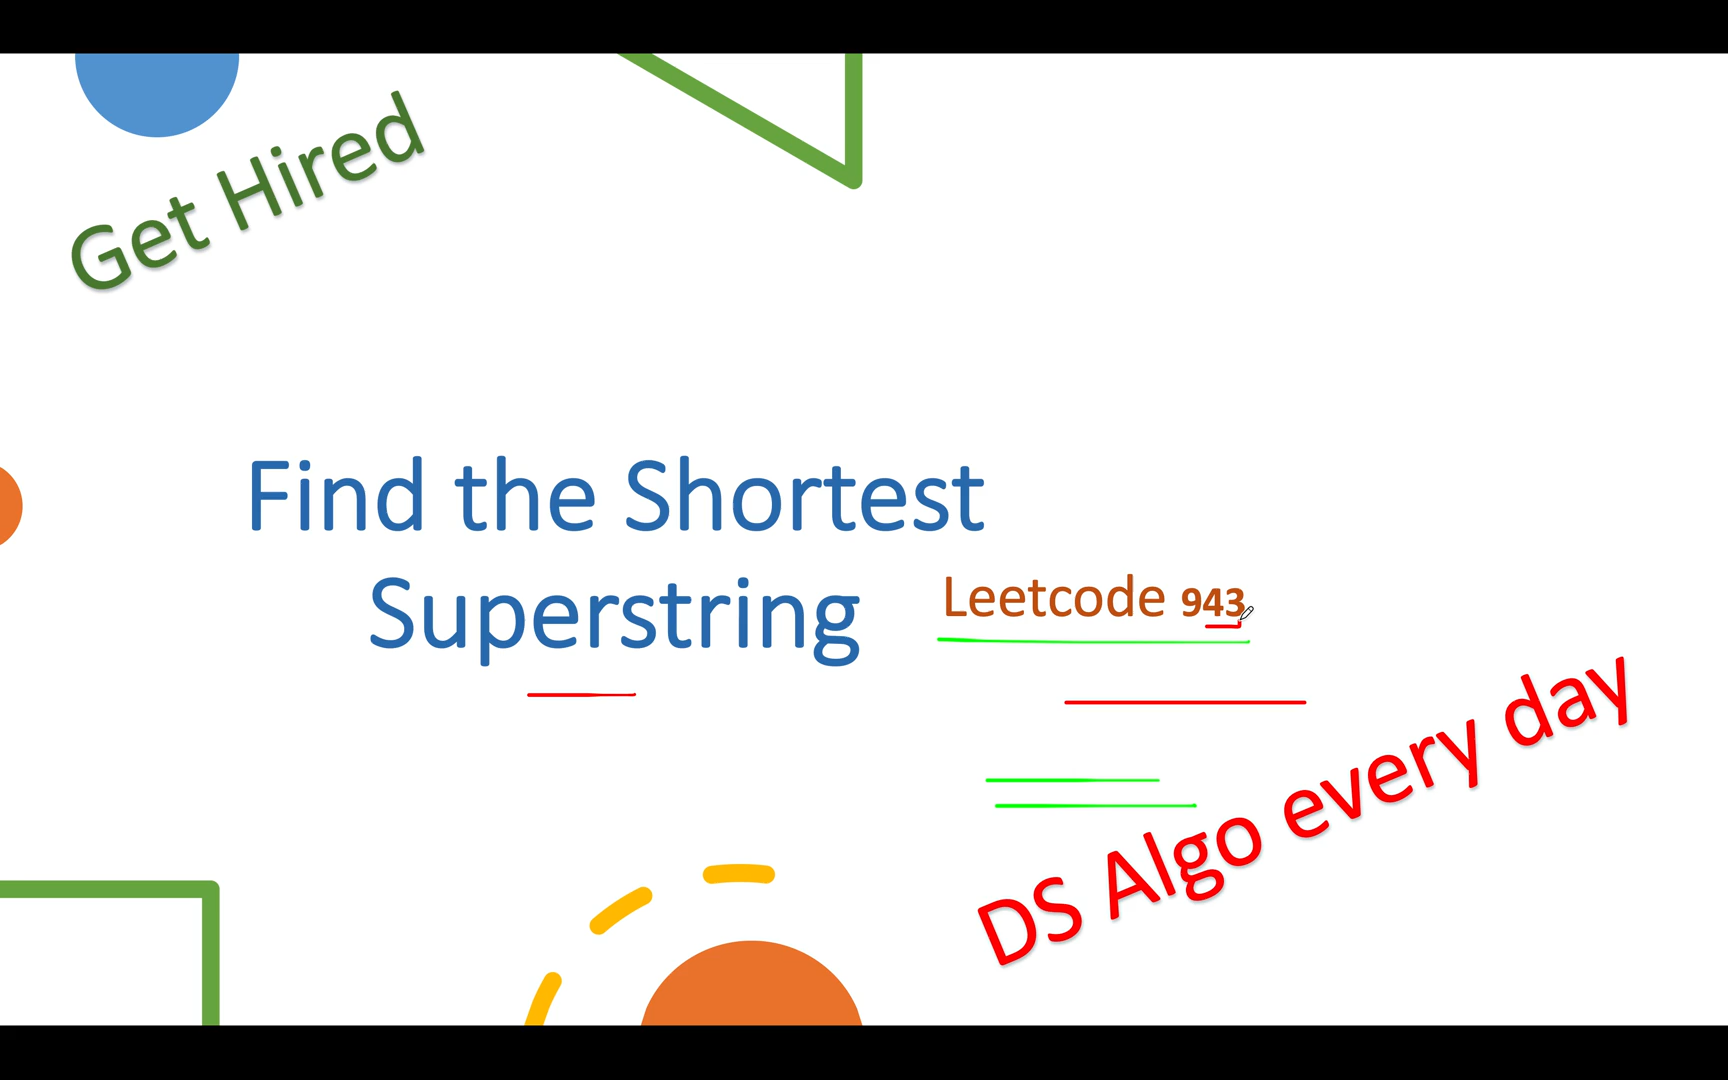 Get Hired
Find the Shortest
Superstring
Leetcode 943
DS Algo every day